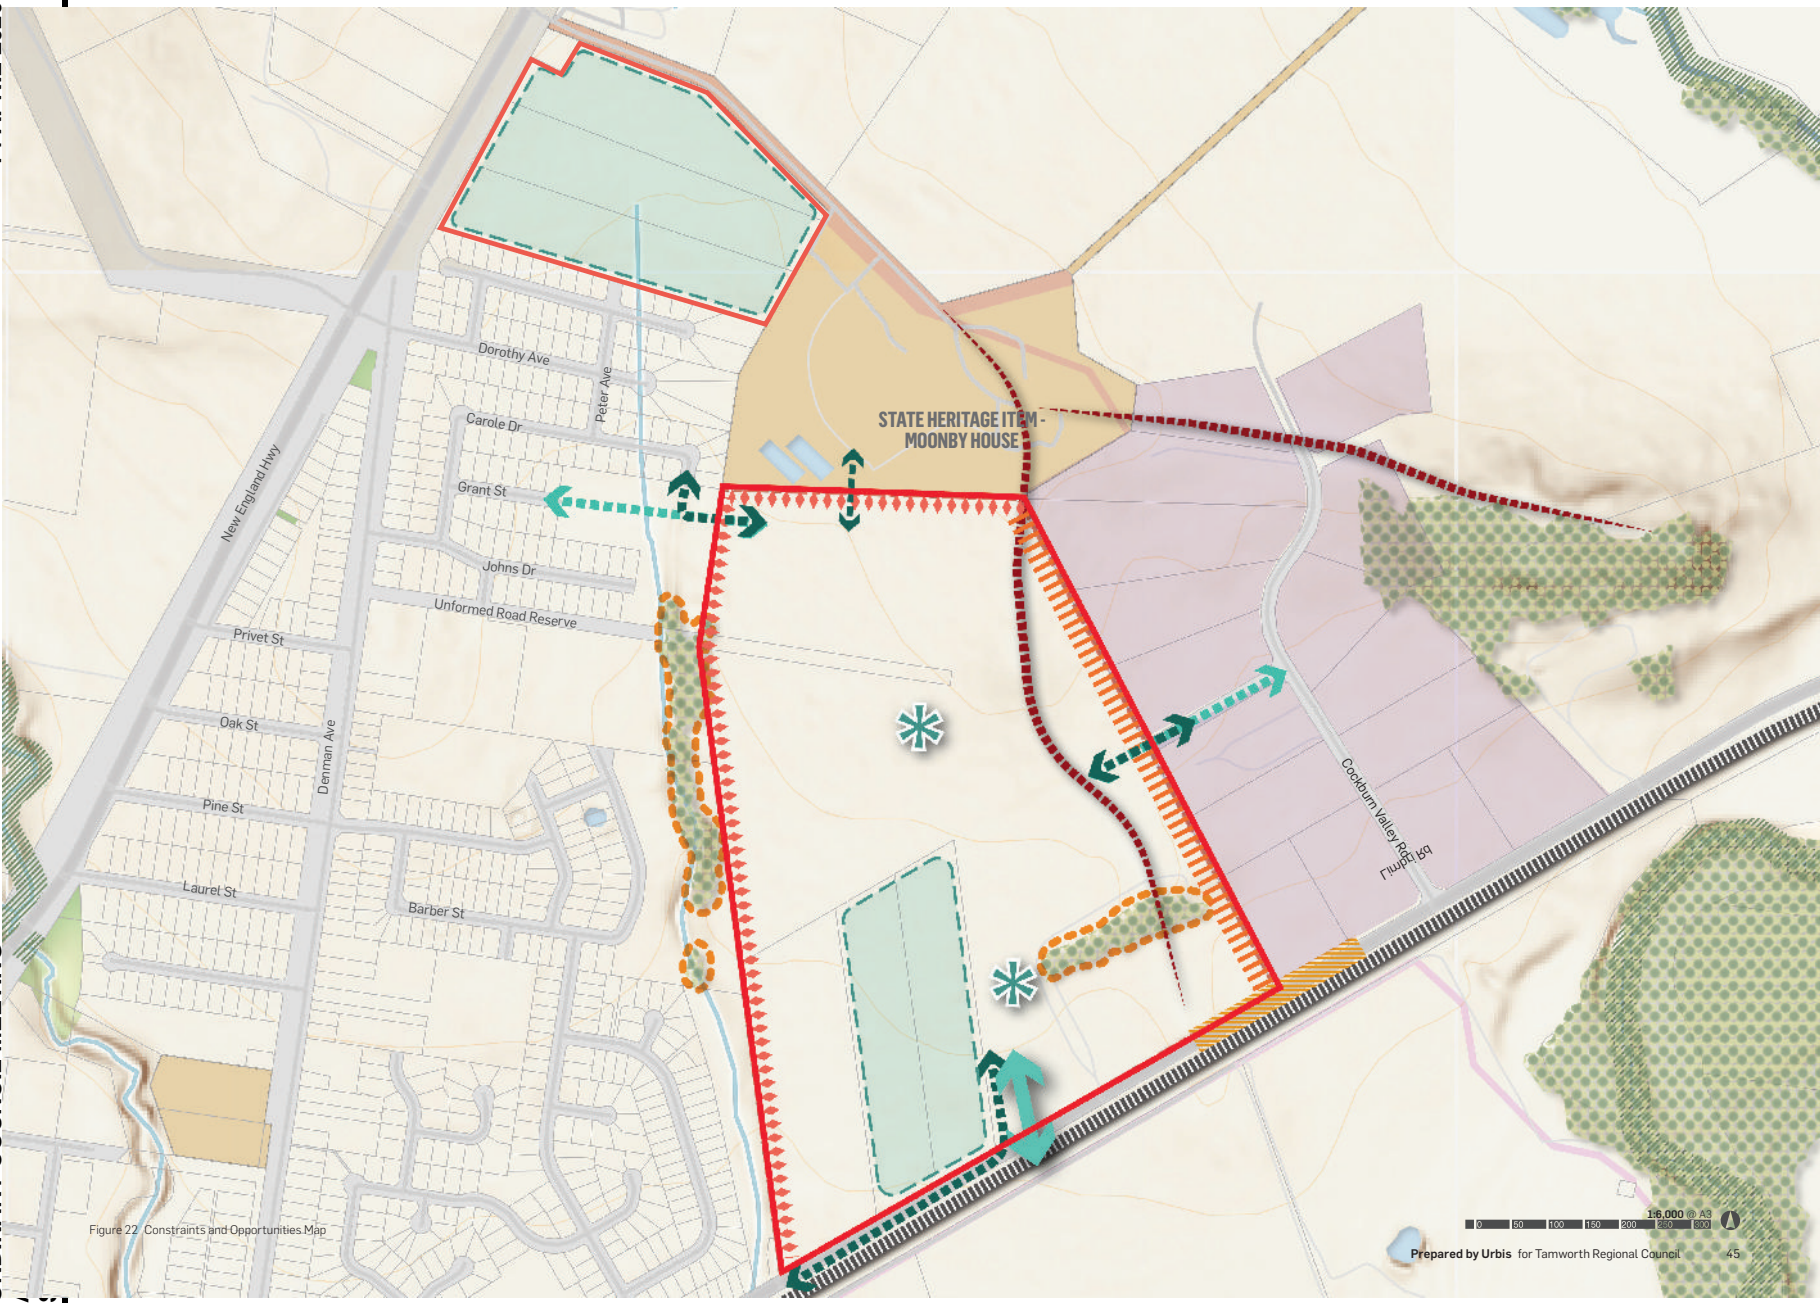 Dorothy Ave
Peter Ave
Carole Dr
STATE HERITAGE ITEM -
MOONBY HOUSE
New England Hwy
Grant St
Johns Dr
Unformed Road Reserve
Privet St
Oak St
Denman Ave
Pine St
Cockburn Valley Rd
Limbri Rd
Laurel St
Barber St
Figure 22 Constraints and Opportunities Map
1:6,000 @ A3
0 50 100 150 200 250 300
Prepared by Urbis for Tamworth Regional Council 45